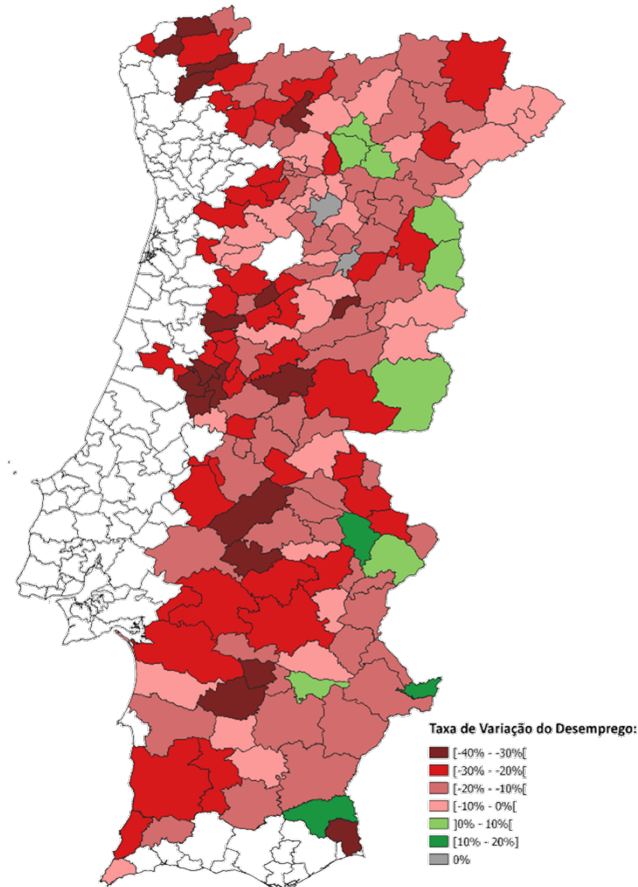 Taxa de Variação do Desemprego:
[-40% - -30%[
[-30% - -20%[
[-20% - -10%[
[-10% - 0%[
]0% - 10%[
[10% - 20%]
0%